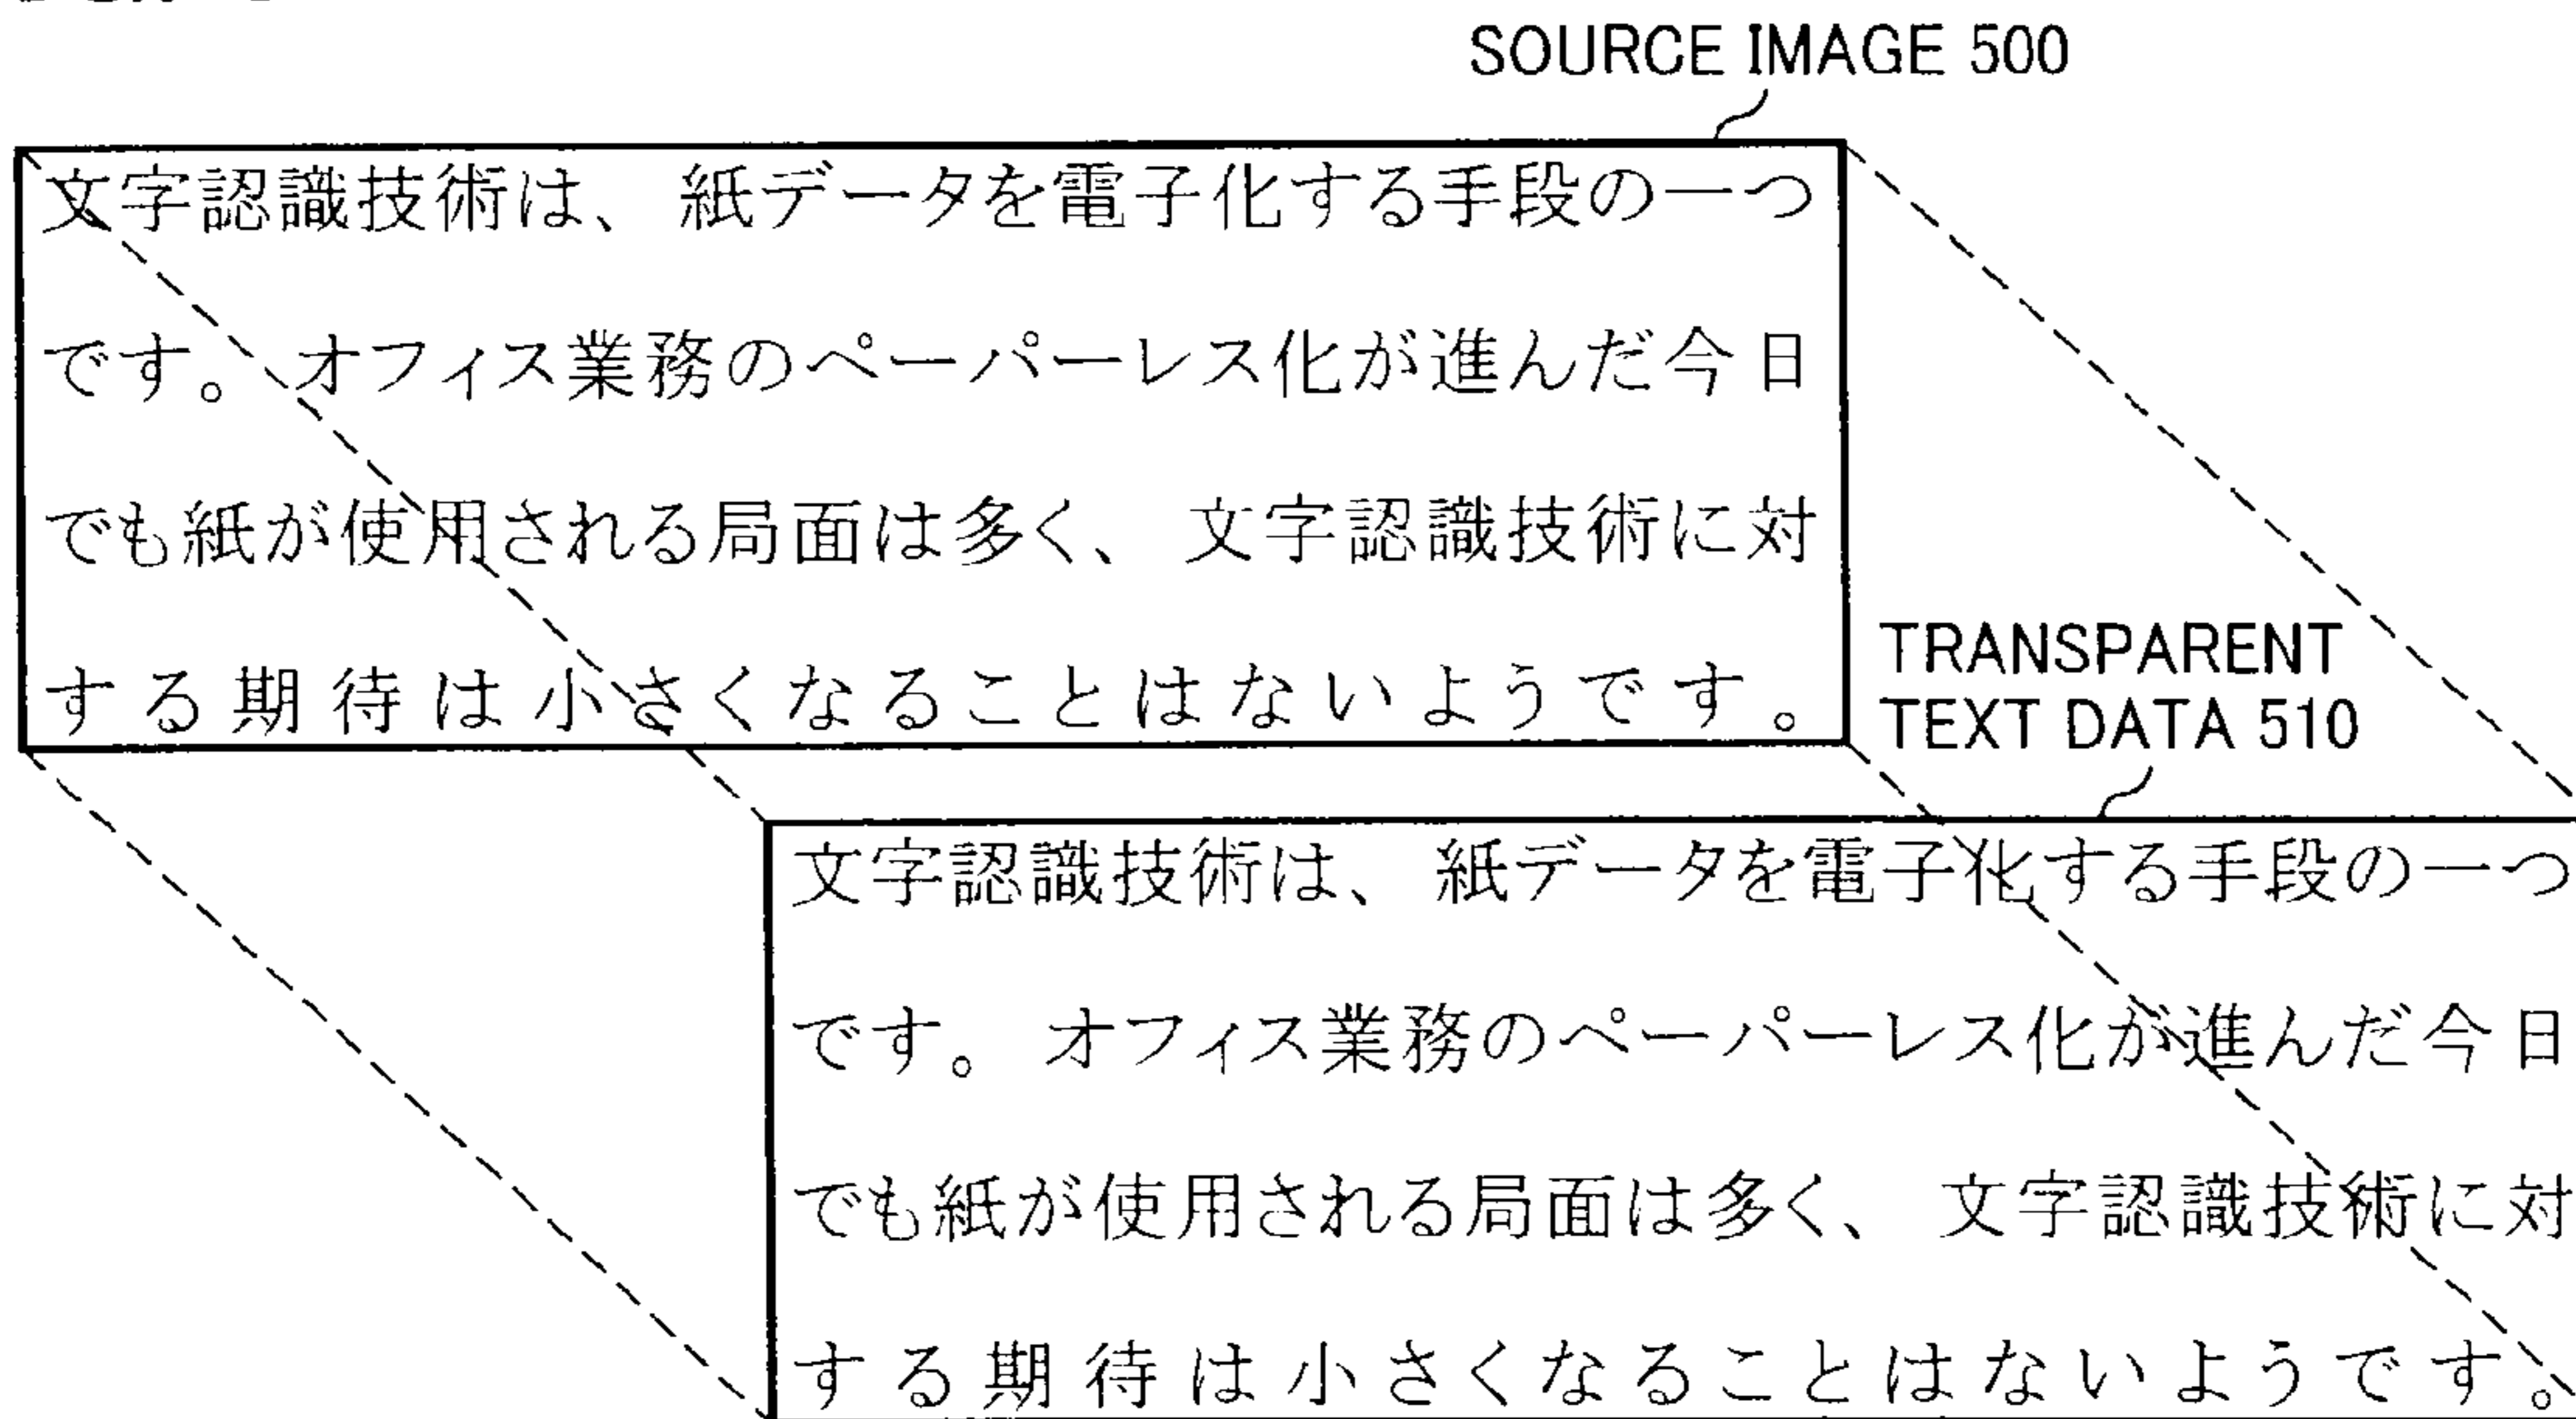 SOURCE IMAGE 500
文字認識技術は、紙データを電子化する手段の一つ
です。オフィス業務のペーパーレス化が進んだ今日
でも紙が使用される局面は多く、文字認識技術に対
する期待は小さくなることはないようです。
TRANSPARENT
TEXT DATA 510
文字認識技術は、紙データを電子化する手段の一つ
です。オフィス業務のペーパーレス化が進んだ今日
でも紙が使用される局面は多く、文字認識技術に対
する期待は小さくなることはないようです。